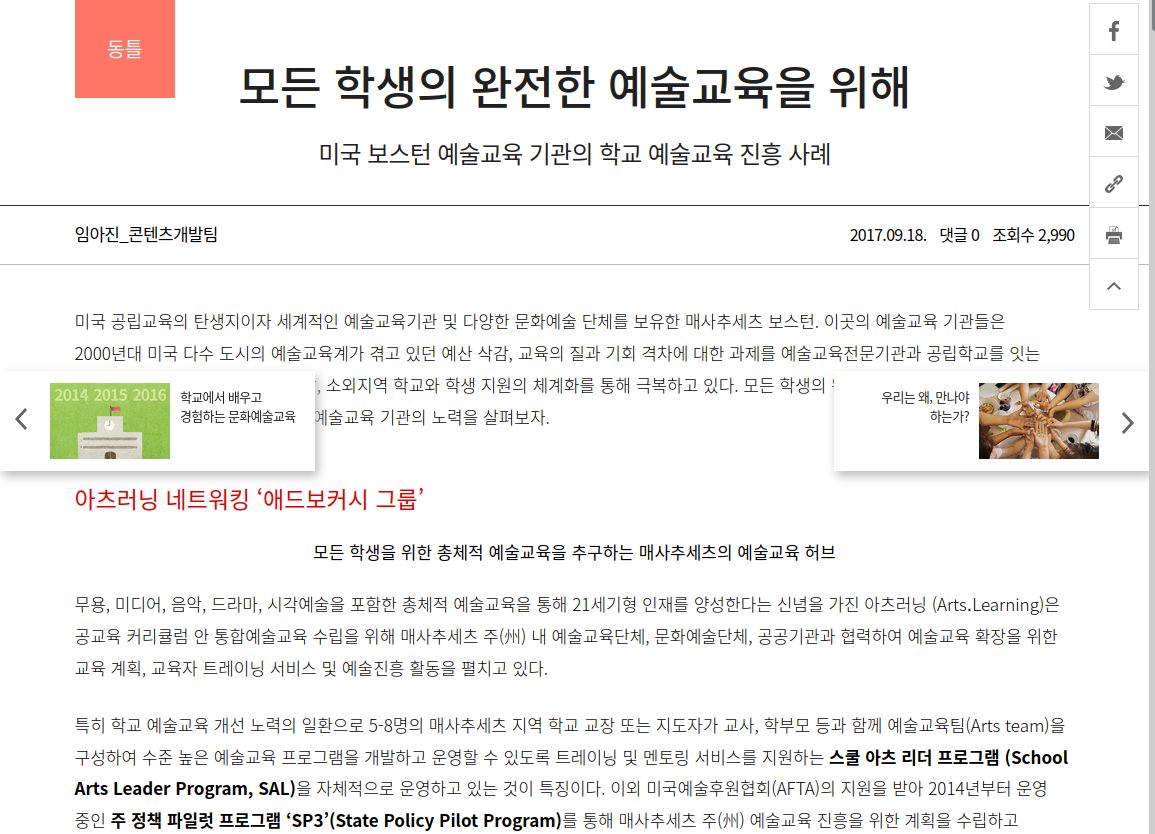 동틀
모든 학생의 완전한 예술교육을 위해
미국 보스턴 예술교육 기관의 학교 예술교육 진흥 사례
임아진_콘텐츠개발팀
2017.09.18. 댓글 0 조회수 2,990
미국 공립교육의 탄생지이자 세계적인 예술교육기관 및 다양한 문화예술 단체를 보유한 매사추세츠 보스턴. 이곳의 예술교육 기관들은
2000년대 미국 다수 도시의 예술교육계가 겪고 있던 예산 삭감, 교육의 질과 기회 격차에 대한 과제를 예술교육전문기관과 공립학교를 잇는
, 소외지역 학교와 학생 지원의 체계화를 통해 극복하고 있다. 모든 학생의
예술교육 기관의 노력을 살펴보자.
2014 2015 2016
학교에서 배우고
경험하는 문화예술교육
우리는 왜, 만나야
하는가?
아츠러닝 네트워킹 ‘애드보커시 그룹’
모든 학생을 위한 총체적 예술교육을 추구하는 매사추세츠의 예술교육 허브
무용, 미디어, 음악, 드라마, 시각예술을 포함한 총체적 예술교육을 통해 21세기형 인재를 양성한다는 신념을 가진 아츠러닝 (Arts.Learning)은
공교육 커리큘럼 안 통합예술교육 수립을 위해 매사추세츠 주(州) 내 예술교육단체, 문화예술단체, 공공기관과 협력하여 예술교육 확장을 위한
교육 계획, 교육자 트레이닝 서비스 및 예술진흥 활동을 펼치고 있다.
특히 학교 예술교육 개선 노력의 일환으로 5-8명의 매사추세츠 지역 학교 교장 또는 지도자가 교사, 학부모 등과 함께 예술교육팀(Arts team)을
구성하여 수준 높은 예술교육 프로그램을 개발하고 운영할 수 있도록 트레이닝 및 멘토링 서비스를 지원하는 스쿨 아츠 리더 프로그램 (School
Arts Leader Program, SAL)을 자체적으로 운영하고 있는 것이 특징이다. 이외 미국예술후원협회(AFTA)의 지원을 받아 2014년부터 운영
중인 주 정책 파일럿 프로그램 ‘SP3’(State Policy Pilot Program)를 통해 매사추세츠 주(州) 예술교육 진흥을 위한 계획을 수립하고